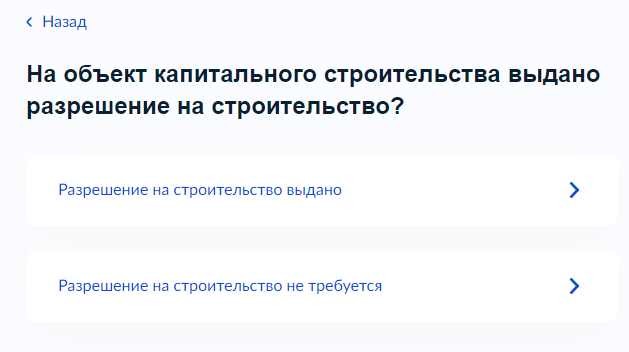 Назад
На объект капитального строительства выдано
разрешение на строительство?
Разрешение на строительство выдано
Разрешение на строительство не требуется